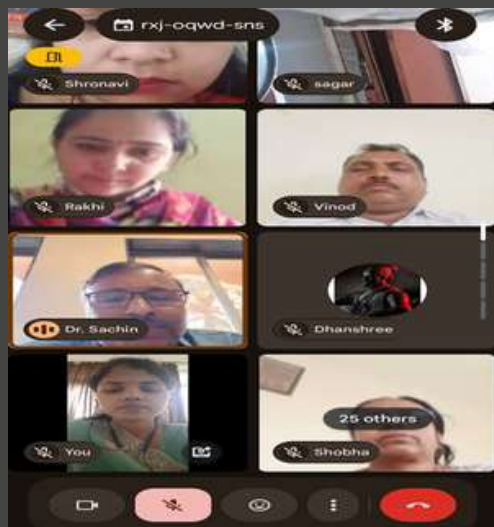 rxj-oqwd-sns
Shronavi
sagar
Rakhi
Vinod
Dr. Sachin
Dhanshree
25 others
You
Shobha